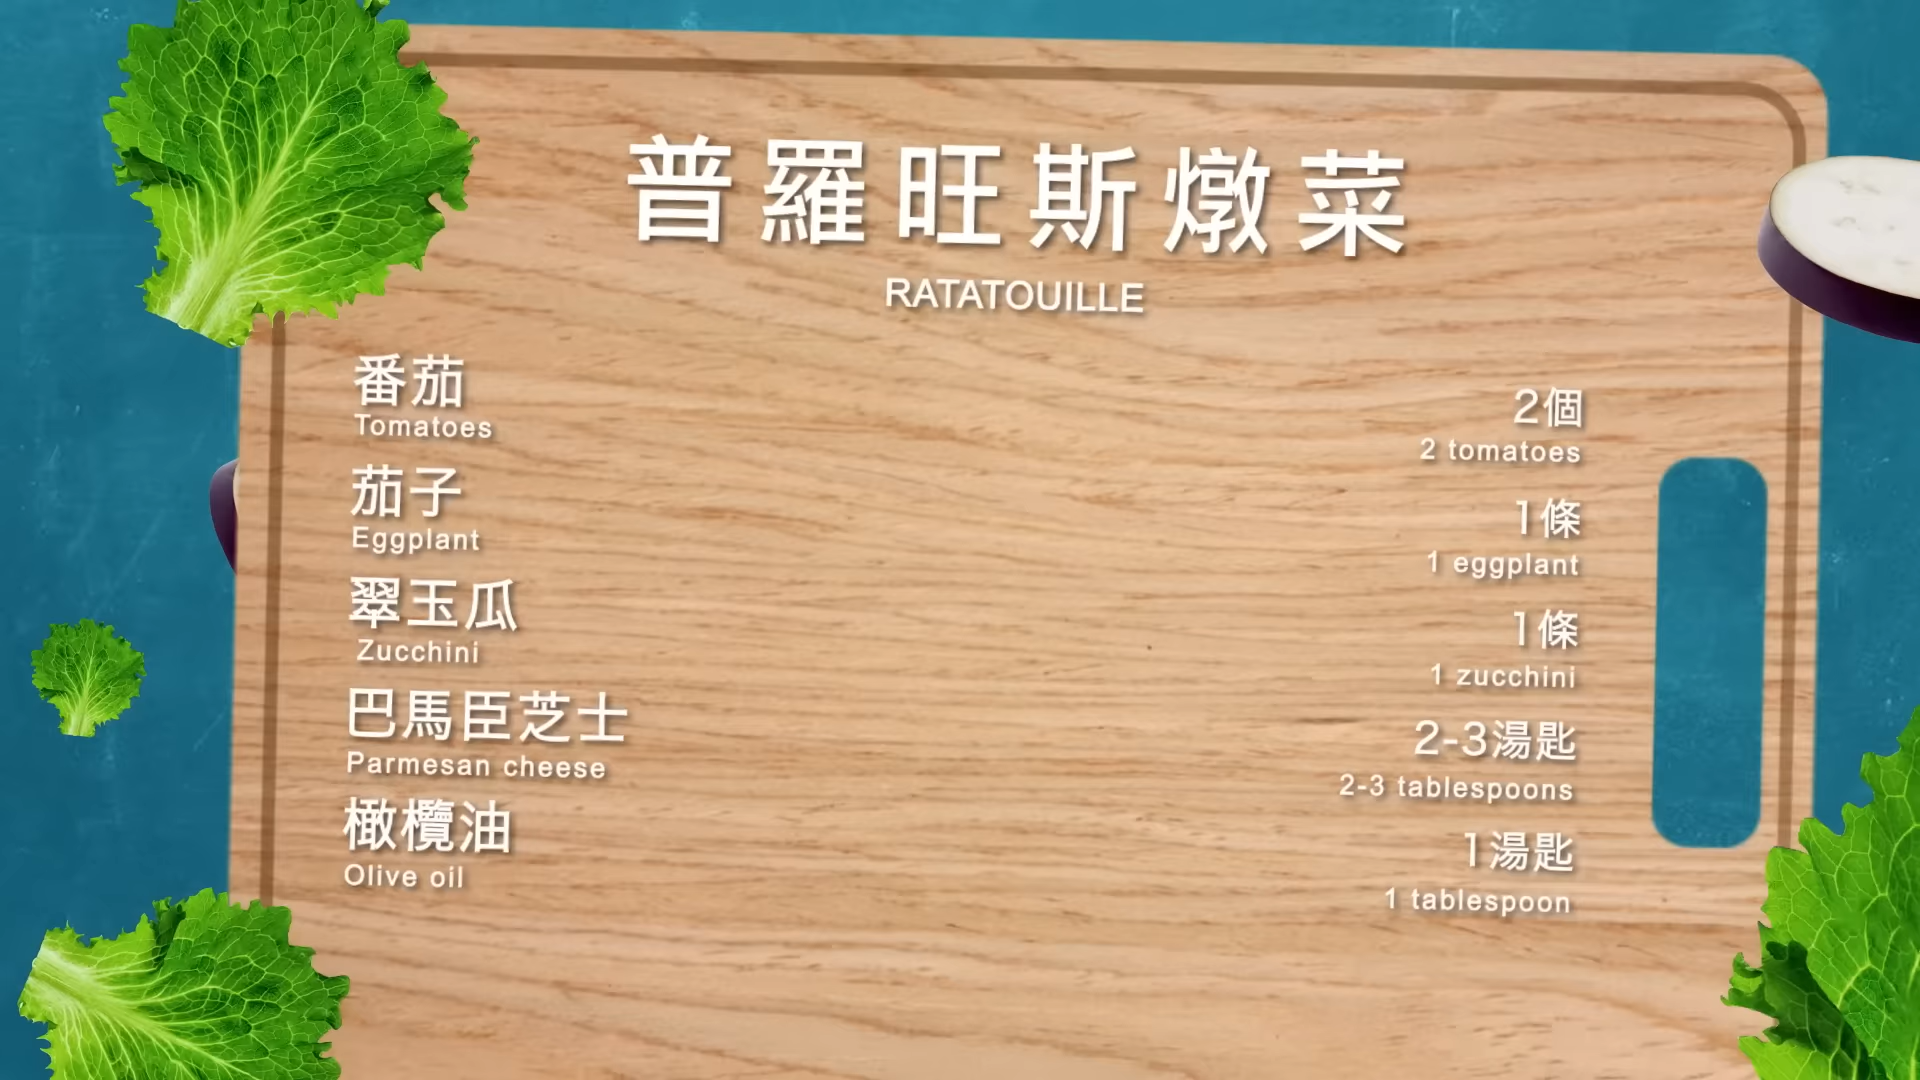 普羅旺斯燉菜
RATATOUILLE
番茄
Tomatoes
2個
2 tomatoes
茄子
Eggplant
1條
1 eggplant
翠玉瓜
Zucchini
1條
1 zucchini
巴馬臣芝士
Parmesan cheese
2-3湯匙
2-3 tablespoons
橄欖油
Olive oil
1湯匙
1 tablespoon